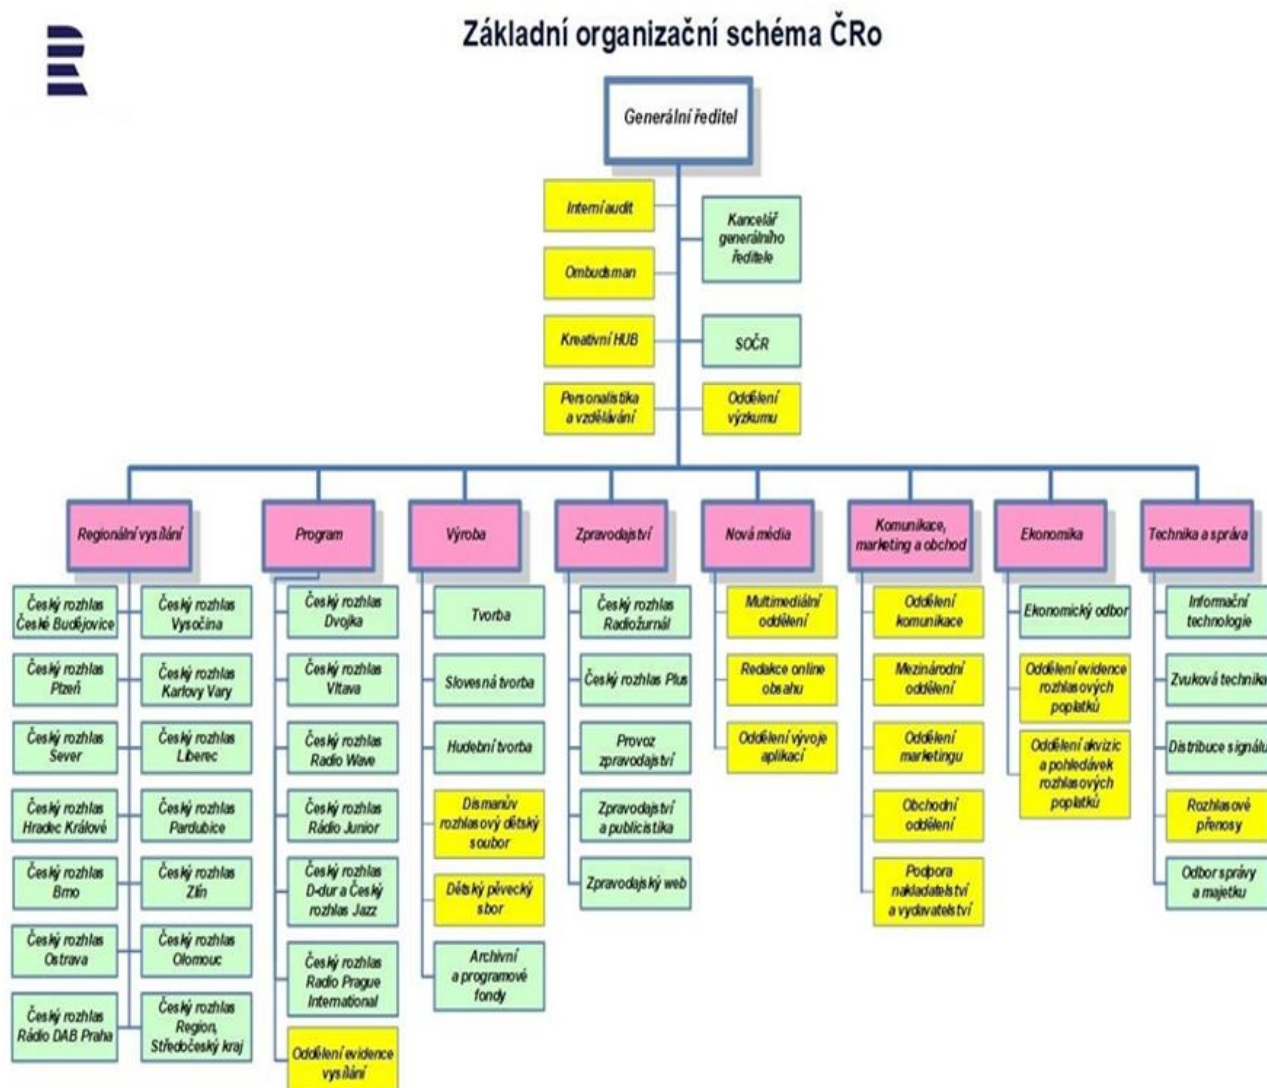 Základní organizační schéma ČRo
Generální ředitel
Interní audit
Kancelář
generálního
ředitele
Ombudsman
Kreativní HUB
SOČR
Personalistika
a vzdělávání
Oddělení
výzkumu
Regionální vysílání
Program
Výroba
Zpravodajství
Nová média
Komunikace,
marketing a obchod
Ekonomika
Technika a správa
Český rozhlas
České Budějovice
Český rozhlas
Vysočina
Český rozhlas
Plzeň
Český rozhlas
Karlovy Vary
Český rozhlas
Sever
Český rozhlas
Liberec
Český rozhlas
Hradec Králové
Český rozhlas
Pardubice
Český rozhlas
Brno
Český rozhlas
Zlín
Český rozhlas
Ostrava
Český rozhlas
Olomouc
Český rozhlas
Rádio DAB Praha
Český rozhlas
Region,
Středočeský kraj
Český rozhlas
Dvojka
Český rozhlas
Vltava
Český rozhlas
Radio Wave
Český rozhlas
Rádio Junior
Český rozhlas
D-dur a Český
rozhlas Jazz
Český rozhlas
Radio Prague
International
Oddělení evidence
vysílání
Tvorba
Slovesná tvorba
Hudební tvorba
Dismanův
rozhlasový dětský
soubor
Dětský pěvecký
sbor
Archivní
a programové
fondy
Český rozhlas
Radiožurnál
Český rozhlas Plus
Provoz
zpravodajství
Zpravodajství
a publicistika
Zpravodajský web
Multimediální
oddělení
Redakce online
obsahu
Oddělení vývoje
aplikací
Oddělení
komunikace
Mezinárodní
oddělení
Oddělení
marketingu
Obchodní
oddělení
Podpora
nakladatelství
a vydavatelství
Ekonomický odbor
Oddělení evidence
rozhlasových
poplatků
Oddělení akvizic
a pohledávek
rozhlasových
poplatků
Informační
technologie
Zvuková technika
Distribuce signálu
Rozhlasové
přenosy
Odbor správy
a majetku